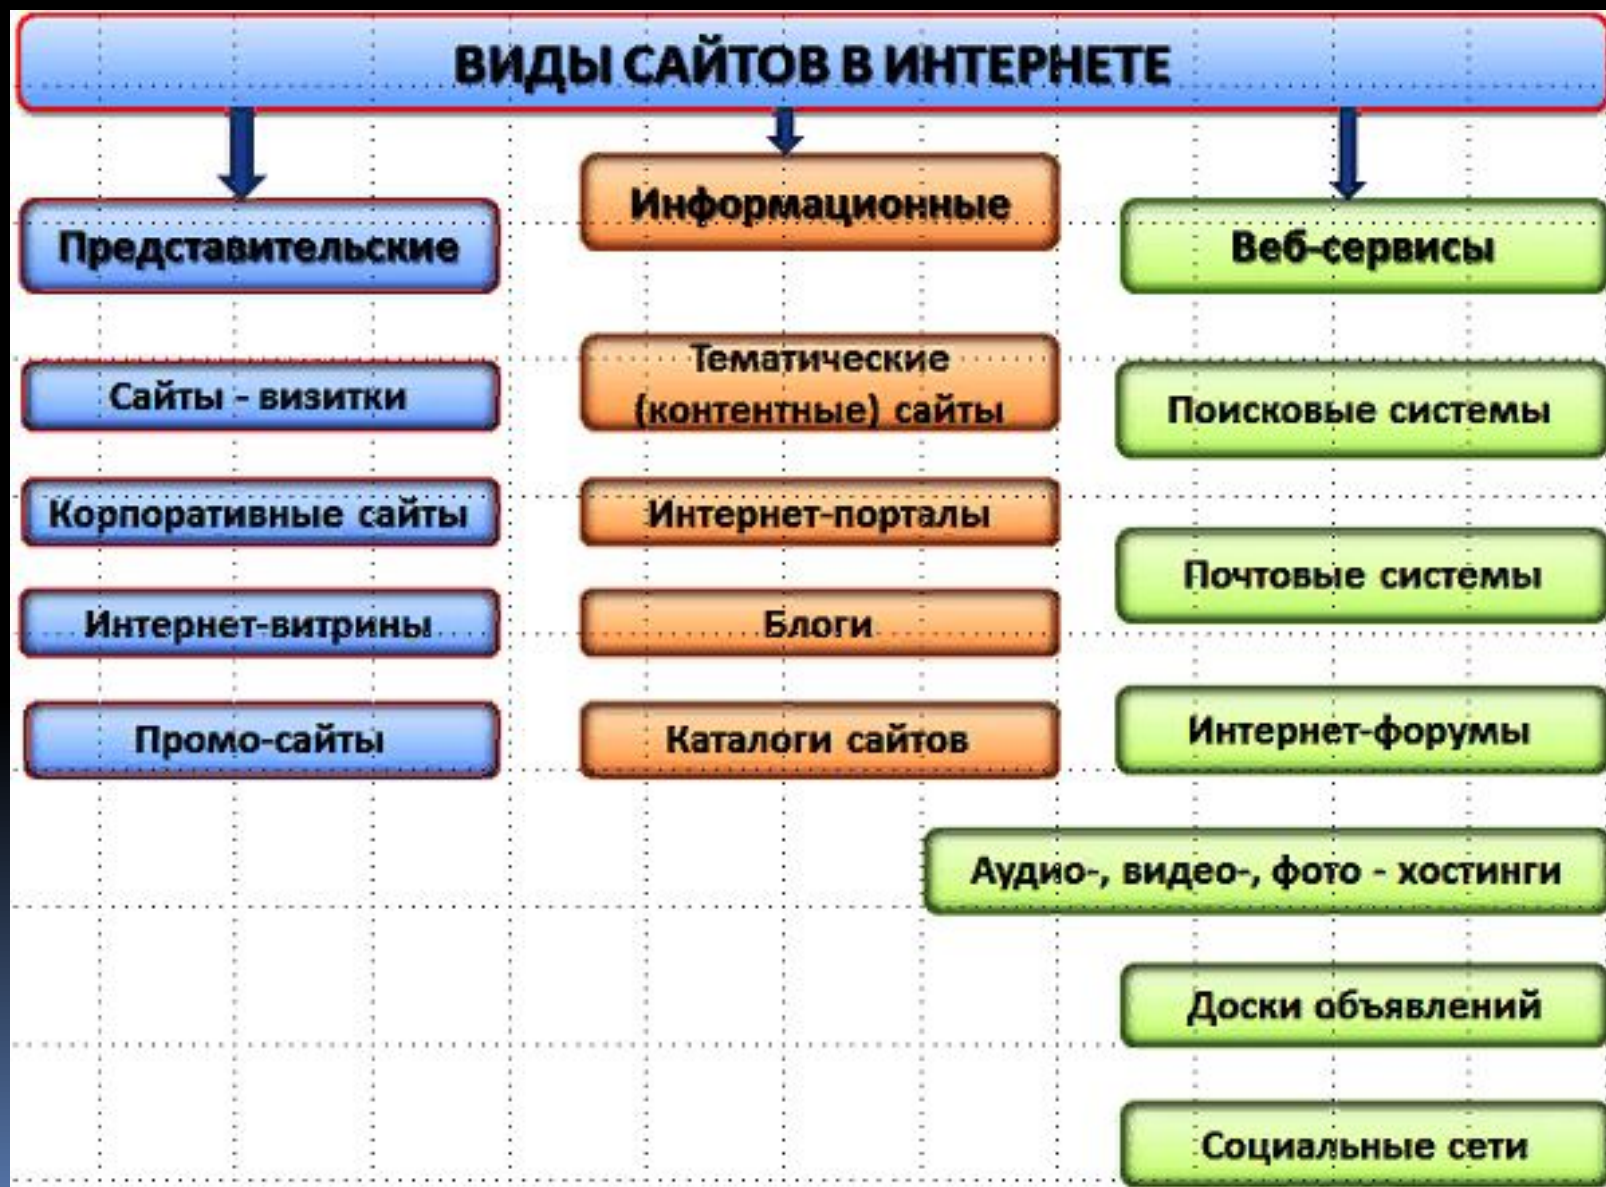 ВИДЫ САЙТОВ В ИНТЕРНЕТЕ
Представительские
Сайты - визитки
Корпоративные сайты
Интернет-витрины
Промо-сайты
Информационные
Тематические
(контентные) сайты
Интернет-порталы
Блоги
Каталоги сайтов
Веб-сервисы
Поисковые системы
Почтовые системы
Интернет-форумы
Аудио-, видео-, фото - хостинги
Доски объявлений
Социальные сети